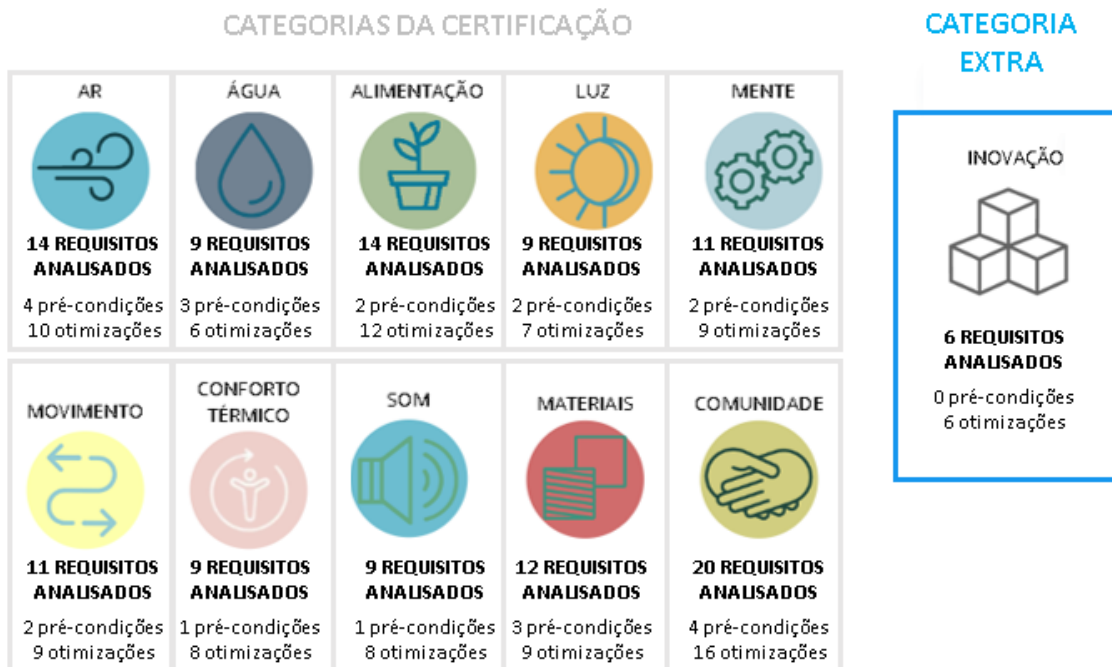 CATEGORIAS DA CERTIFICAÇÃO
CATEGORIA
EXTRA
AR
14 REQUISITOS
ANALISADOS
4 pré-condições
10 otimizações
ÁGUA
9 REQUISITOS
ANALISADOS
3 pré-condições
6 otimizações
ALIMENTAÇÃO
14 REQUISITOS
ANALISADOS
2 pré-condições
12 otimizações
LUZ
9 REQUISITOS
ANALISADOS
2 pré-condições
7 otimizações
MENTE
11 REQUISITOS
ANALISADOS
2 pré-condições
9 otimizações
INOVAÇÃO
6 REQUISITOS
ANALISADOS
0 pré-condições
6 otimizações
MOVIMENTO
11 REQUISITOS
ANALISADOS
2 pré-condições
9 otimizações
CONFORTO
TÉRMICO
9 REQUISITOS
ANALISADOS
1 pré-condições
8 otimizações
SOM
9 REQUISITOS
ANALISADOS
1 pré-condições
8 otimizações
MATERIAIS
12 REQUISITOS
ANALISADOS
3 pré-condições
9 otimizações
COMUNIDADE
20 REQUISITOS
ANALISADOS
4 pré-condições
16 otimizações